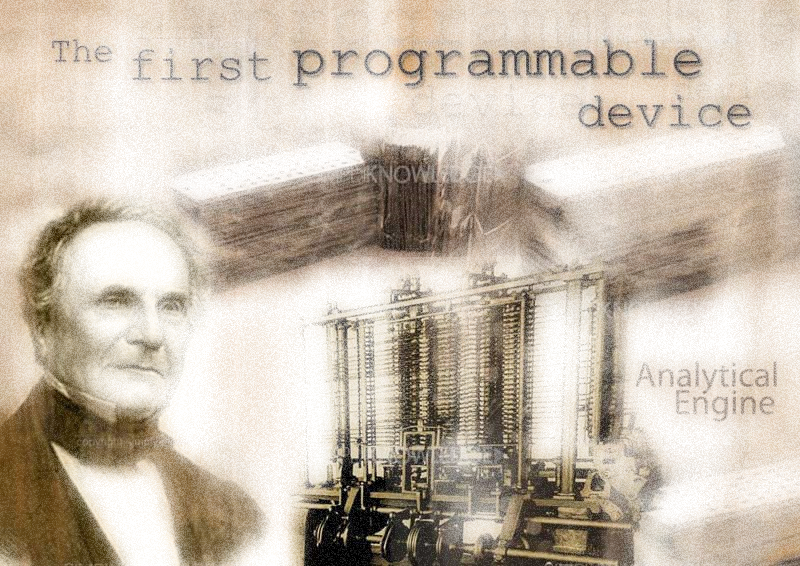 The first programmable
device
Analytical
Engine